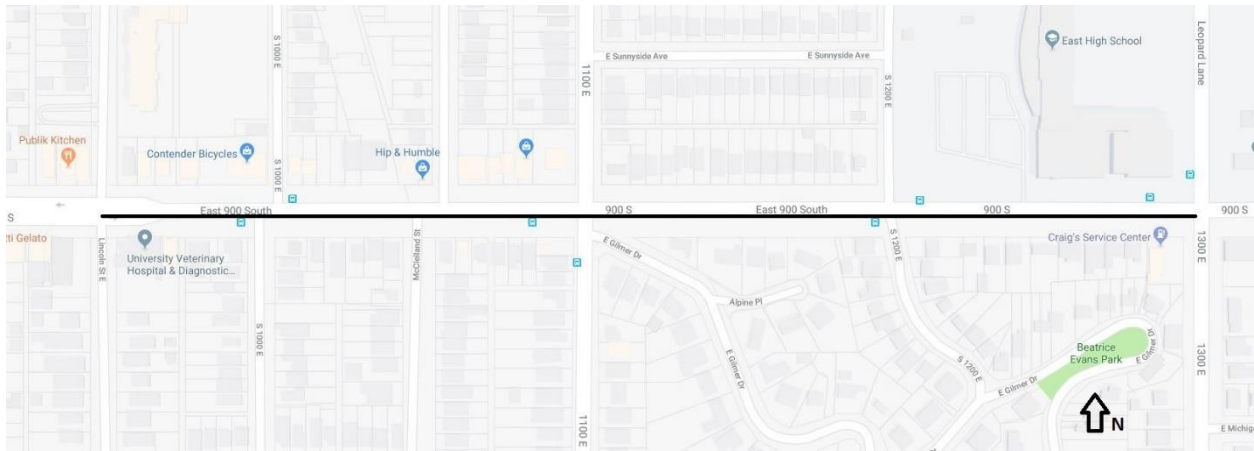 S 1000 E
1100 E
E Sunnyside Ave
E Sunnyside Ave
S 1200 E
East High School
Leopard Lane
Publik Kitchen
Contender Bicycles
S 1000 E
Hip & Humble
S
East 900 South
900 S
East 900 South
900 S
900 S
tti Gelato
Lincoln St E
University Veterinary
Hospital & Diagnostic...
McClelland St
E Gilmer Dr
S 1200 E
Craig's Service Center
1300 E
S 1000 E
Alpine Pl
E Gilmer Dr
S 1200 E
Beatrice
Evans Park
E Gilmer Dr
1300 E
E Gilmer Dr
1100 E
N
E Michiga